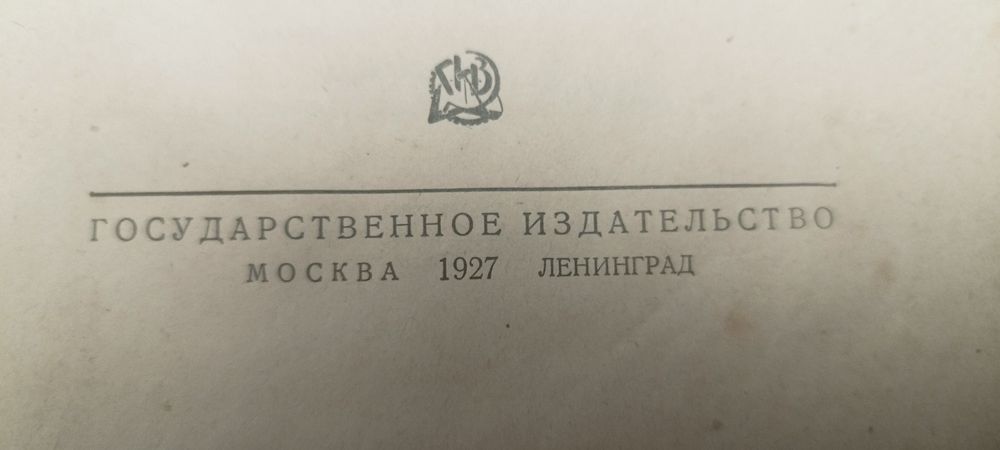 ГОСУДАРСТВЕННОЕ ИЗДАТЕЛЬСТВО
МОСКВА 1927 ЛЕНИНГРАД